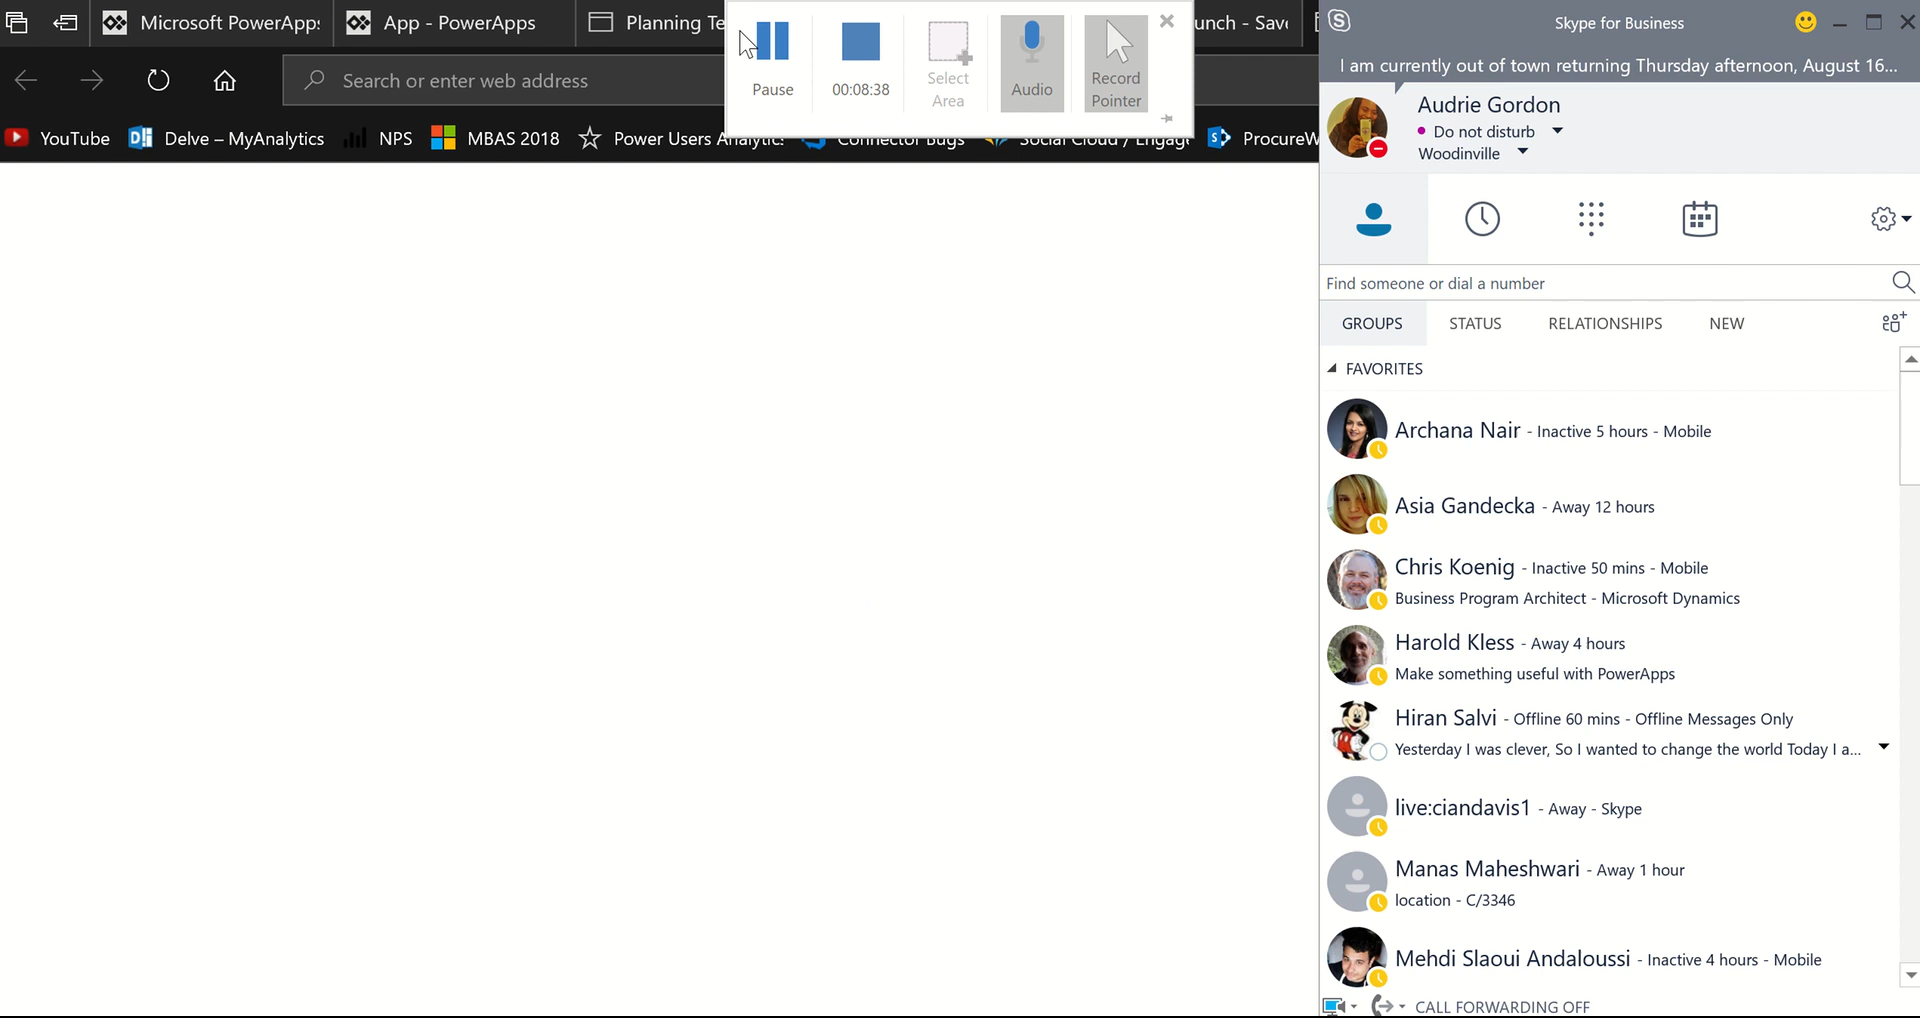 Microsoft PowerApps
App - PowerApps
Planning Te
unch - Save
Search or enter web address
Pause
00:08:38
Select Area
Audio
Record Pointer
YouTube
Delve – MyAnalytics
NPS
MBAS 2018
Power Users Analytic
Connector Bugs
Social Cloud / Engage
ProcureW
Skype for Business
I am currently out of town returning Thursday afternoon, August 16...
Audrie Gordon
Do not disturb
Woodinville
Find someone or dial a number
GROUPS STATUS RELATIONSHIPS NEW
FAVORITES
Archana Nair - Inactive 5 hours - Mobile
Asia Gandecka - Away 12 hours
Chris Koenig - Inactive 50 mins - Mobile
Business Program Architect - Microsoft Dynamics
Harold Kless - Away 4 hours
Make something useful with PowerApps
Hiran Salvi - Offline 60 mins - Offline Messages Only
Yesterday I was clever, So I wanted to change the world Today I a...
live:ciandavis1 - Away - Skype
Manas Maheshwari - Away 1 hour
location - C/3346
Mehdi Slaoui Andaloussi - Inactive 4 hours - Mobile
CALL FORWARDING OFF